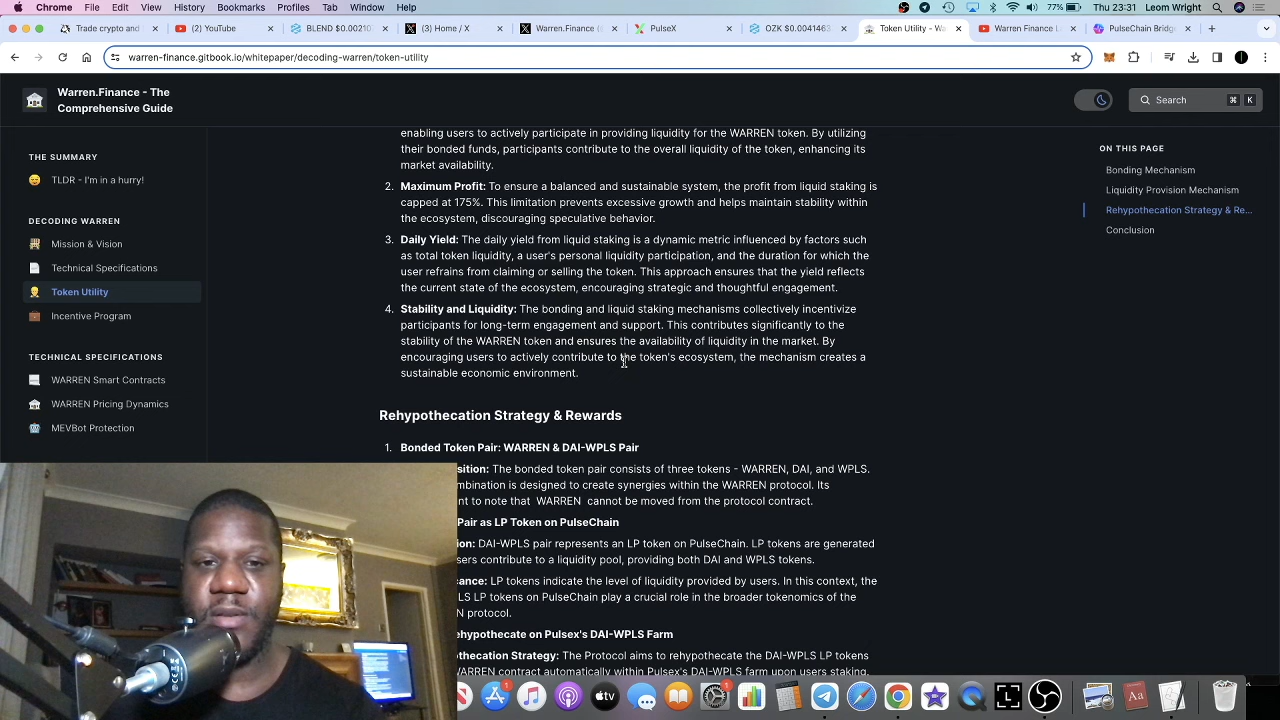 Chrome File Edit View History Bookmarks Profiles Tab Window Help
77% Thu 23:31 Leom Wright
Trade crypto and
YouTube
BLEND $0.00210
(3) Home / X
Warren.Finance (
PulseX
OZK $0.0041463
Token Utility - Wa
Warren Finance L
PulseChain Bridg
warren-finance.gitbook.io/whitepaper/decoding-warren/token-utility
Warren.Finance - The
Comprehensive Guide
Search
⌘ K
THE SUMMARY
TLDR - I'm in a hurry!
DECODING WARREN
Mission & Vision
Technical Specifications
Token Utility
Incentive Program
TECHNICAL SPECIFICATIONS
WARREN Smart Contracts
WARREN Pricing Dynamics
MEVBot Protection
enabling users to actively participate in providing liquidity for the WARREN token. By utilizing
their bonded funds, participants contribute to the overall liquidity of the token, enhancing its
market availability.
2. Maximum Profit: To ensure a balanced and sustainable system, the profit from liquid staking is
capped at 175%. This limitation prevents excessive growth and helps maintain stability within
the ecosystem, discouraging speculative behavior.
3. Daily Yield: The daily yield from liquid staking is a dynamic metric influenced by factors such
as total token liquidity, a user's personal liquidity participation, and the duration for which the
user refrains from claiming or selling the token. This approach ensures that the yield reflects
the current state of the ecosystem, encouraging strategic and thoughtful engagement.
4. Stability and Liquidity: The bonding and liquid staking mechanisms collectively incentivize
participants for long-term engagement and support. This contributes significantly to the
stability of the WARREN token and ensures the availability of liquidity in the market. By
encouraging users to actively contribute to the token's ecosystem, the mechanism creates a
sustainable economic environment.
Rehypothecation Strategy & Rewards
1. Bonded Token Pair: WARREN & DAI-WPLS Pair
sition: The bonded token pair consists of three tokens - WARREN, DAI, and WPLS.
mbination is designed to create synergies within the WARREN protocol. Its
nt to note that WARREN cannot be moved from the protocol contract.
Pair as LP Token on PulseChain
ion: DAI-WPLS pair represents an LP token on PulseChain. LP tokens are generated
sers contribute to a liquidity pool, providing both DAI and WPLS tokens.
cance: LP tokens indicate the level of liquidity provided by users. In this context, the
LS LP tokens on PulseChain play a crucial role in the broader tokenomics of the
N protocol.
ehypothecate on Pulsex's DAI-WPLS Farm
othecation Strategy: The Protocol aims to rehypothecate the DAI-WPLS LP tokens
WARREN contract automatically within Pulsex's DAI-WPLS farm upon users staking.
ON THIS PAGE
Bonding Mechanism
Liquidity Provision Mechanism
Rehypothecation Strategy & Re...
Conclusion